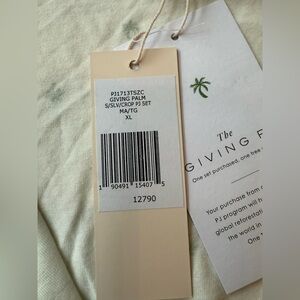 PJ1713TSZC
GIVING PALM
S/SLV/CROP PJ SET
MA/TG
XL
1 90491 15407 5
12790
The
GIVING P
One set purchased, one tree
Your purchase from
PJ program will h
global reforestatio
the world in
One T